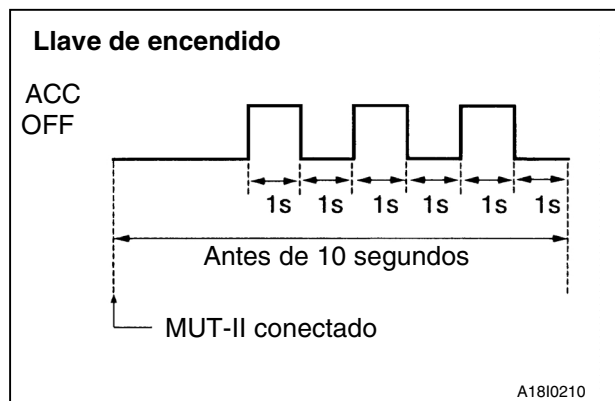 Llave de encendido
ACC
OFF
1s 1s 1s 1s 1s 1s
Antes de 10 segundos
MUT-II conectado
A18I0210